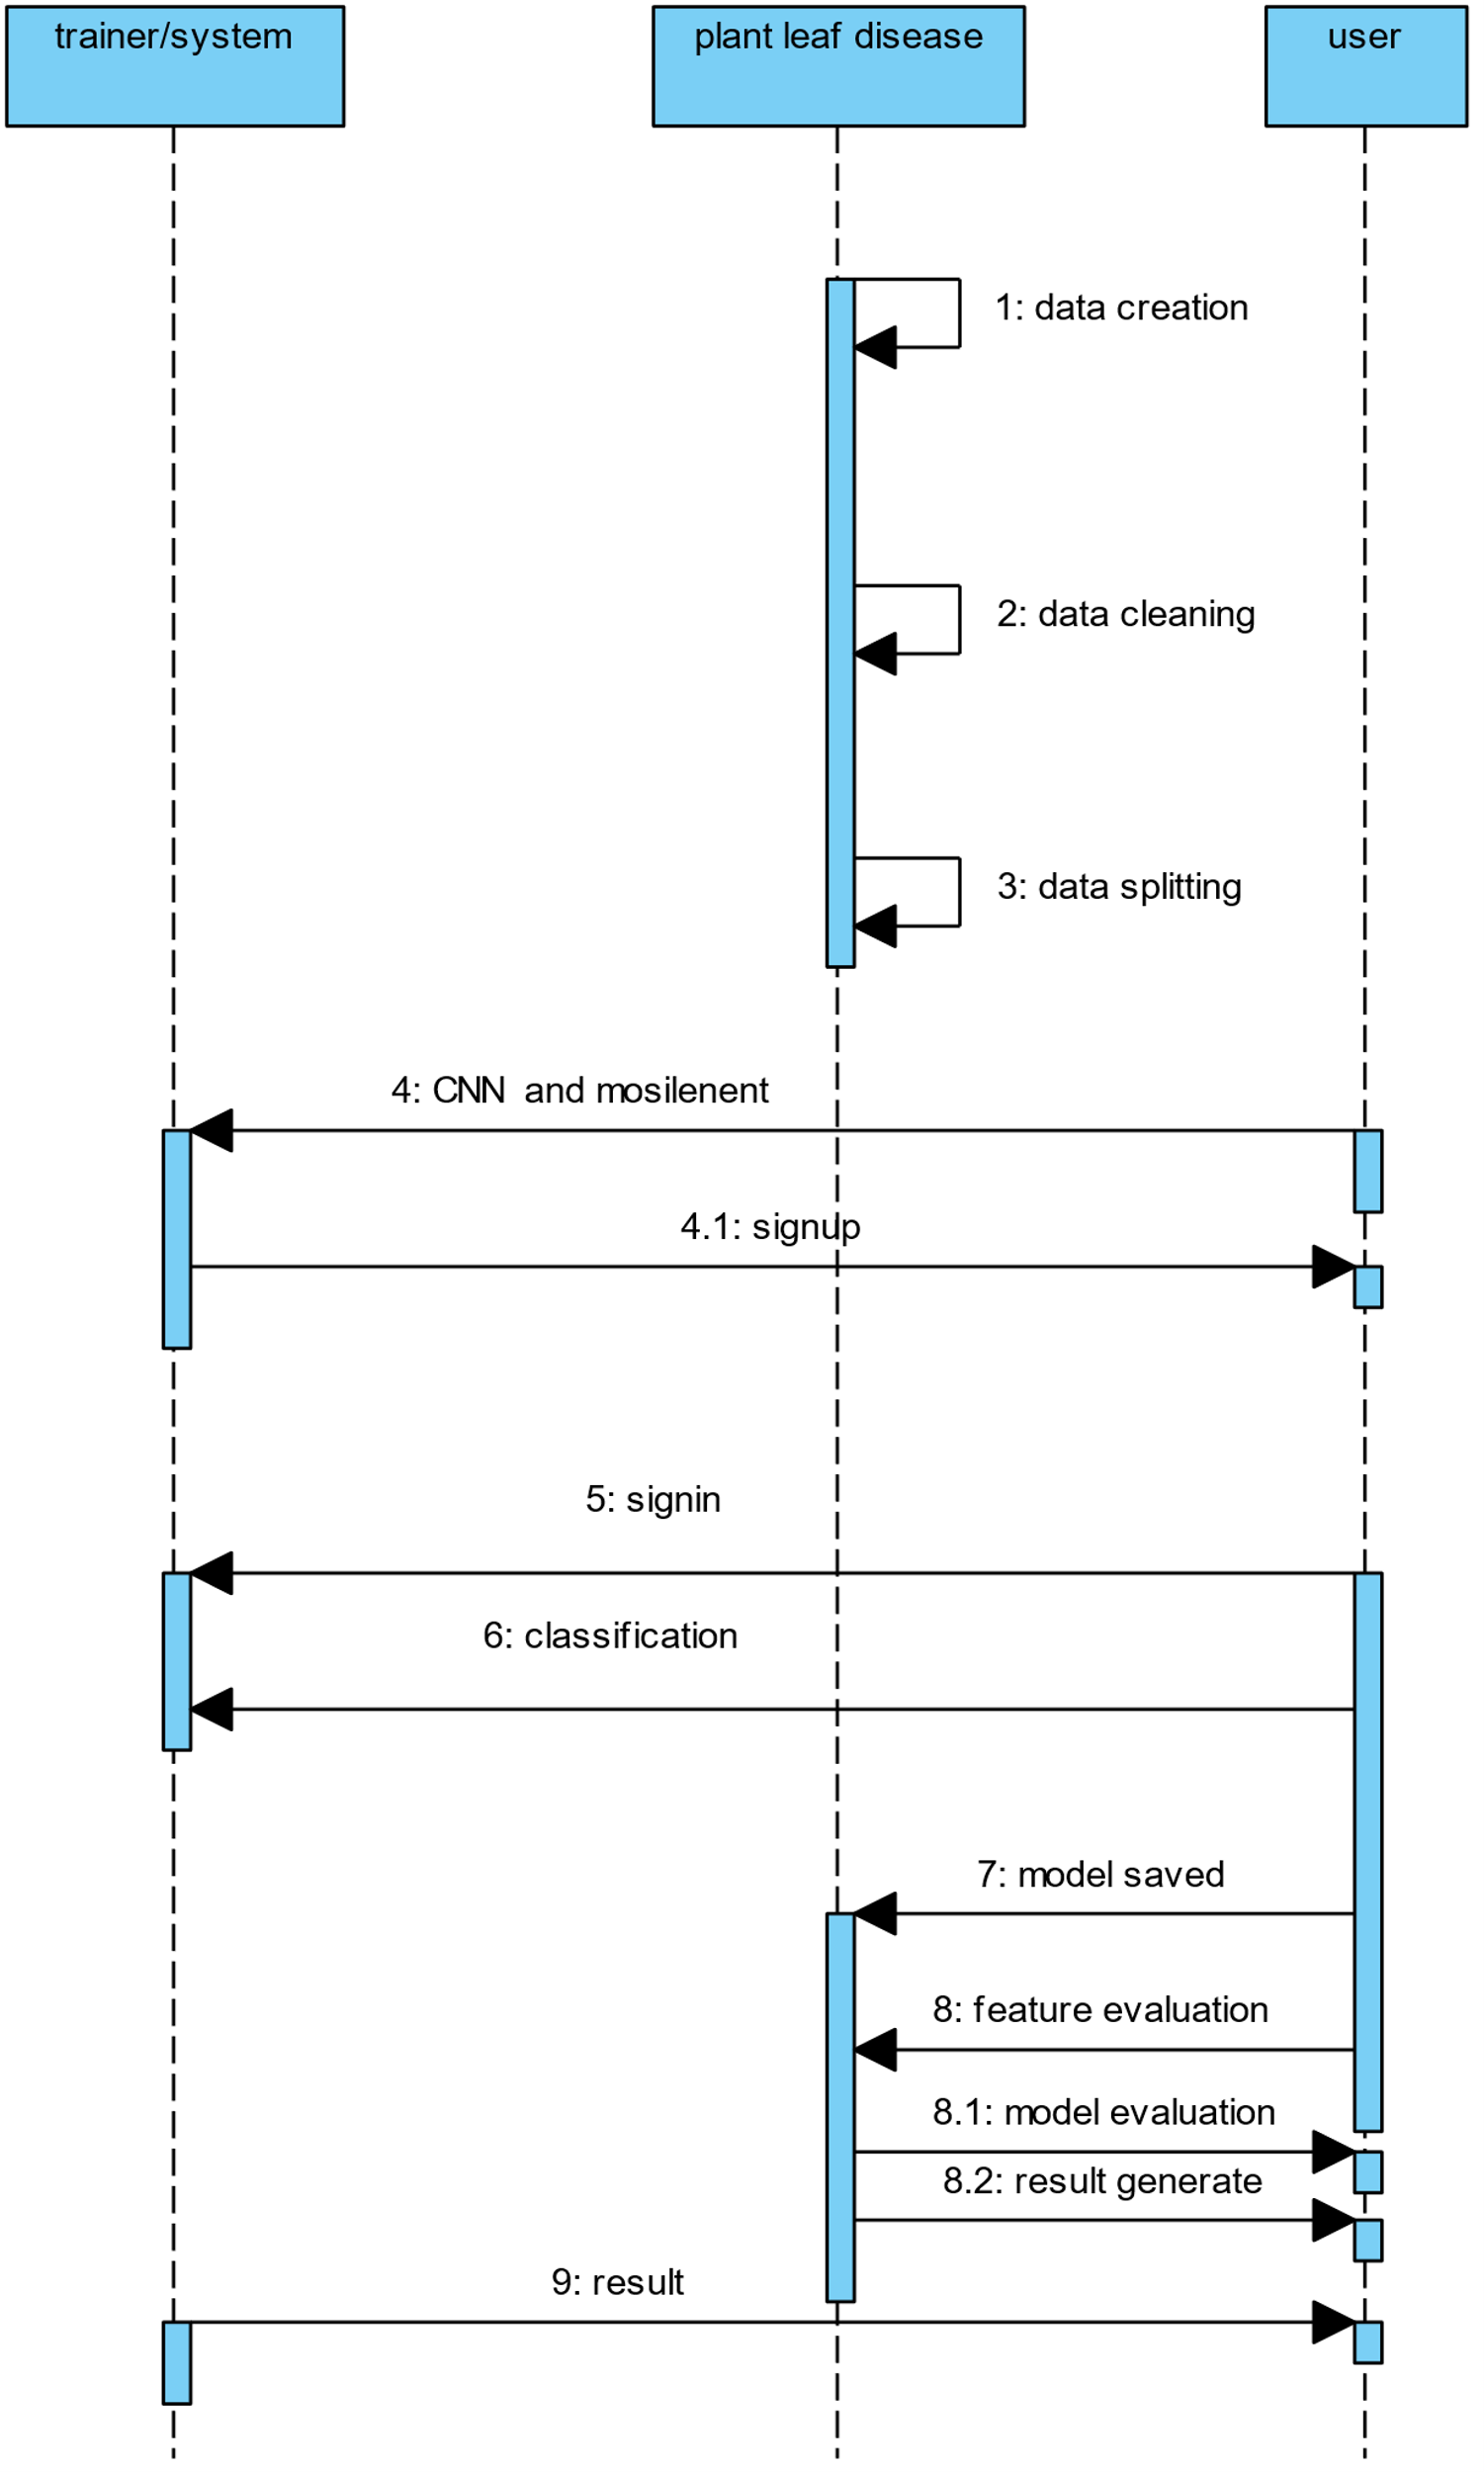 trainer/system
plant leaf disease
user
1: data creation
2: data cleaning
3: data splitting
4: CNN and mosilenent
4.1: signup
5: signin
6: classification
7: model saved
8: feature evaluation
8.1: model evaluation
8.2: result generate
9: result